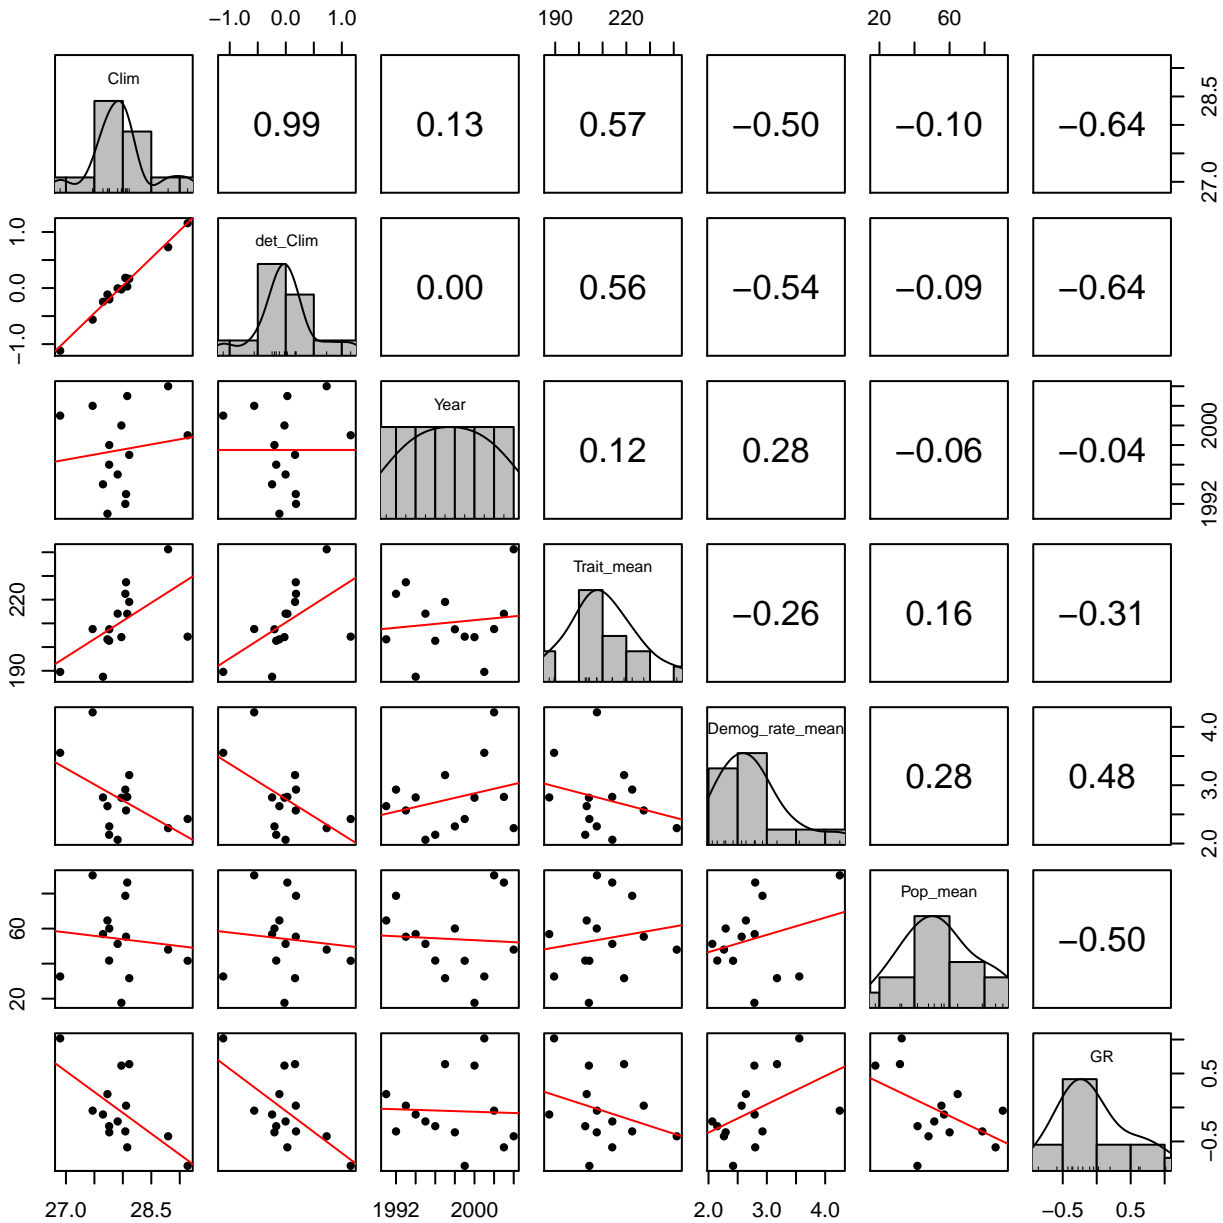 −1.0 0.0 1.0 190 220 20 60
Clim 0.99 0.13 0.57 −0.50 −0.10 −0.64 27.0 28.5
−1.0 0.0 1.0 det_Clim 0.00 0.56 −0.54 −0.09 −0.64
Year 0.12 0.28 −0.06 −0.04 1992 2000
190 220 Trait_mean −0.26 0.16 −0.31
Demog_rate_mean 0.28 0.48 2.0 3.0 4.0
20 60 Pop_mean −0.50
GR −0.5 0.5
27.0 28.5 1992 2000 2.0 3.0 4.0 −0.5 0.5